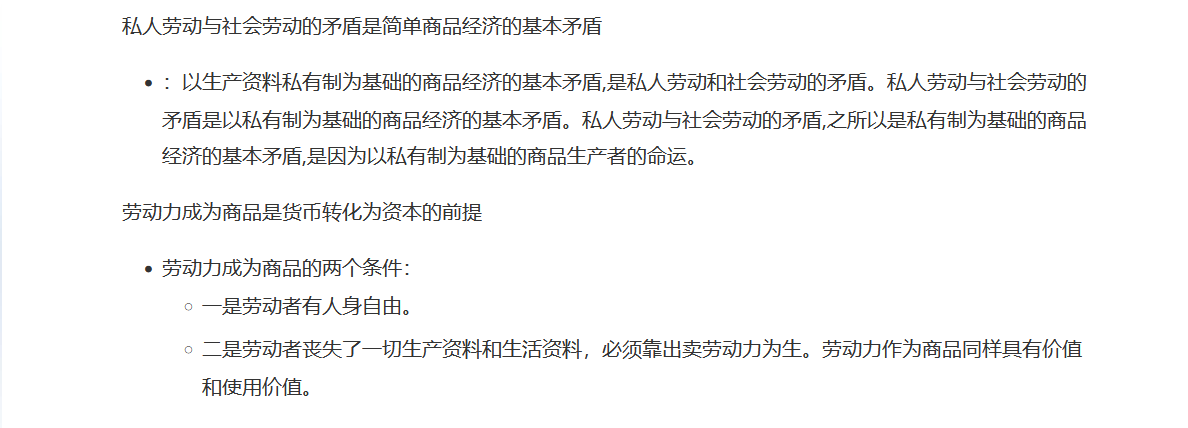 私人劳动与社会劳动的矛盾是简单商品经济的基本矛盾
• ：以生产资料私有制为基础的商品经济的基本矛盾,是私人劳动和社会劳动的矛盾。私人劳动与社会劳动的
矛盾是以私有制为基础的商品经济的基本矛盾。私人劳动与社会劳动的矛盾,之所以是私有制为基础的商品
经济的基本矛盾,是因为以私有制为基础的商品生产者的命运。
劳动力成为商品是货币转化为资本的前提
• 劳动力成为商品的两个条件：
◦ 一是劳动者有人身自由。
◦ 二是劳动者丧失了一切生产资料和生活资料，必须靠出卖劳动力为生。劳动力作为商品同样具有价值
和使用价值。